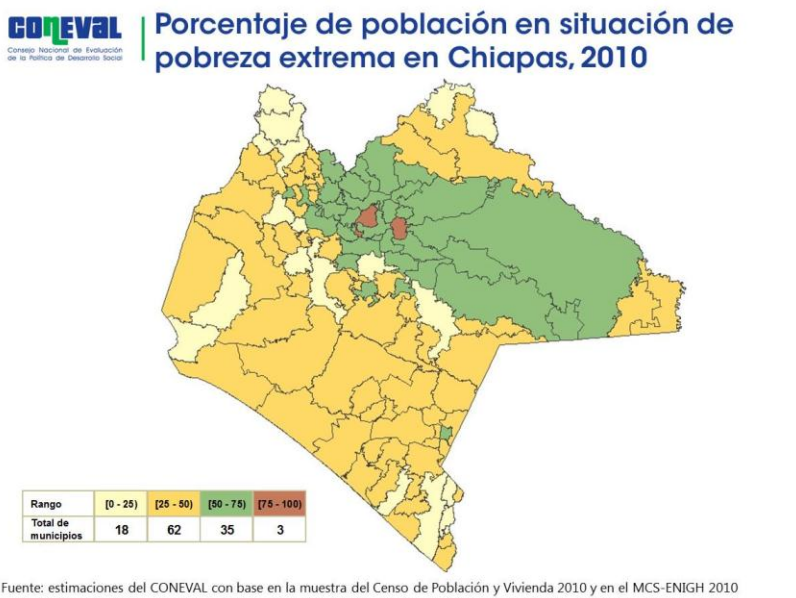 CONEVAL
Consejo Nacional de Evaluación
de la Política de Desarrollo Social
Porcentaje de población en situación de
pobreza extrema en Chiapas, 2010
Rango [0 - 25) [25 - 50) [50 - 75) [75 - 100)
Total de
municipios 18 62 35 3
Fuente: estimaciones del CONEVAL con base en la muestra del Censo de Población y Vivienda 2010 y en el MCS-ENIGH 2010